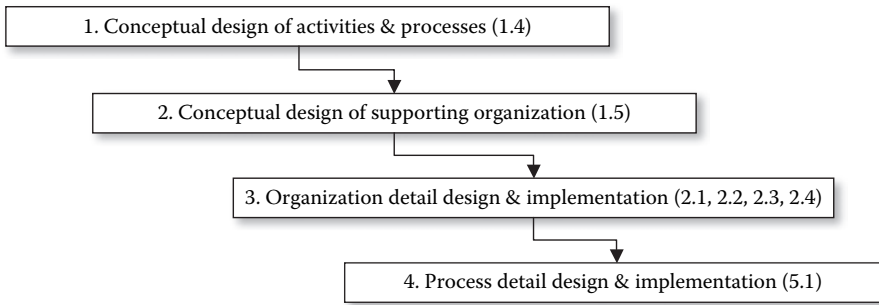 1. Conceptual design of activities & processes (1.4)
2. Conceptual design of supporting organization (1.5)
3. Organization detail design & implementation (2.1, 2.2, 2.3, 2.4)
4. Process detail design & implementation (5.1)